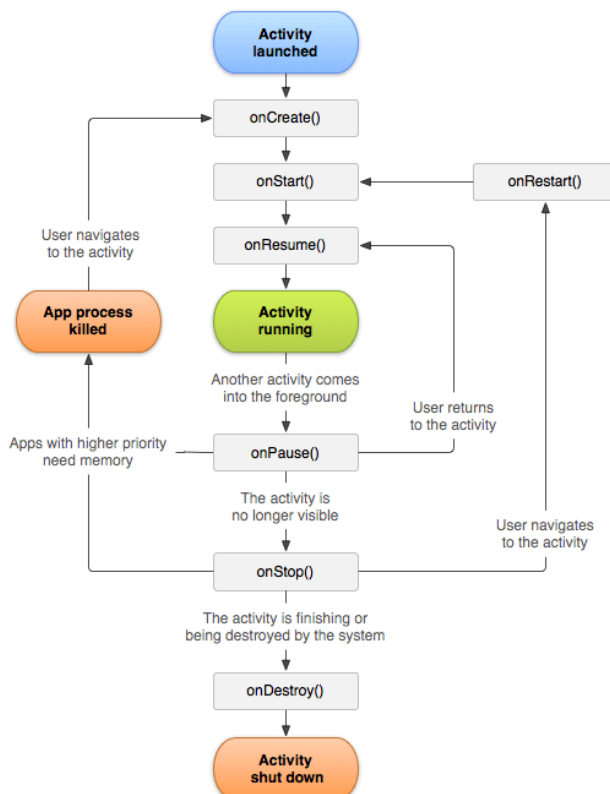 Activity
launched
onCreate()
onStart()
onRestart()
User navigates
to the activity
onResume()
App process
killed
Activity
running
Another activity comes
into the foreground
User returns
to the activity
Apps with higher priority
need memory
onPause()
The activity is
no longer visible
User navigates
to the activity
onStop()
The activity is finishing or
being destroyed by the system
onDestroy()
Activity
shut down